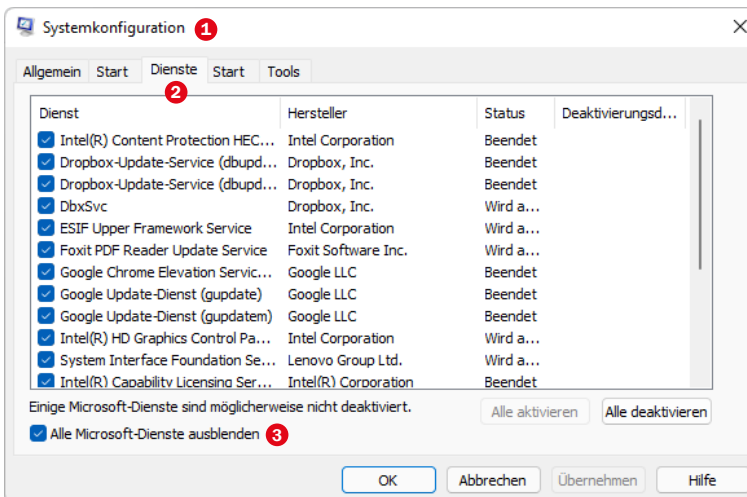 Systemkonfiguration 1
Allgemein Start Dienste Start Tools
2
Dienst Hersteller Status Deaktivierungsd...
Intel(R) Content Protection HEC... Intel Corporation Beendet
Dropbox-Update-Service (dbupd... Dropbox, Inc. Beendet
Dropbox-Update-Service (dbupd... Dropbox, Inc. Beendet
DbxSvc Dropbox, Inc. Wird a...
ESIF Upper Framework Service Intel Corporation Wird a...
Foxit PDF Reader Update Service Foxit Software Inc. Wird a...
Google Chrome Elevation Servic... Google LLC Beendet
Google Update-Dienst (gupdate) Google LLC Beendet
Google Update-Dienst (gupdatem) Google LLC Beendet
Intel(R) HD Graphics Control Pa... Intel Corporation Wird a...
System Interface Foundation Se... Lenovo Group Ltd. Wird a...
Intel(R) Capability Licensing Ser... Intel(R) Corporation Beendet
Einige Microsoft-Dienste sind möglicherweise nicht deaktiviert. Alle aktivieren Alle deaktivieren
Alle Microsoft-Dienste ausblenden 3
OK Abbrechen Übernehmen Hilfe